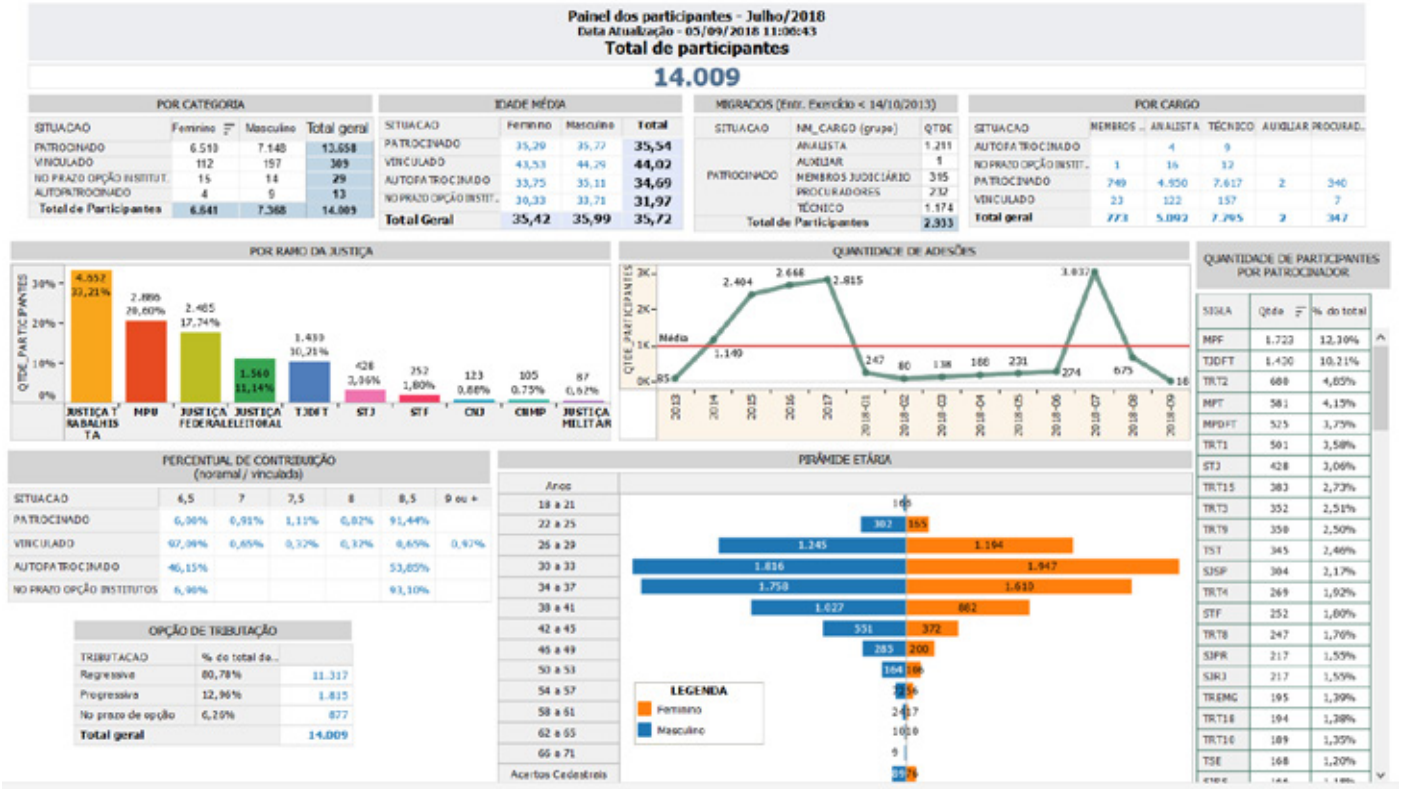 Painel dos participantes - Julho/2018
Data Atualização - 05/09/2018 11:06:43
Total de participantes
14.009
POR CATEGORIA
SITUACAO Feminino Masculino Total geral
PATROCINADO 6.510 7.148 13.658
VINCULADO 112 197 309
NO PRAZO OPÇÃO INSTITUT.. 15 14 29
AUTOPATROCINADO 4 9 13
Total de Participantes 6.641 7.368 14.009
IDADE MÉDIA
SITUACAO Feminino Masculino Total
PATROCINADO 35,29 35,77 35,54
VINCULADO 43,53 44,29 44,02
AUTOPATROCINADO 33,75 35,11 34,69
NO PRAZO OPÇÃO INSTIT.. 30,33 33,71 31,97
Total Geral 35,42 35,99 35,72
MIGRADOS (Entr. Exercício < 14/10/2013)
SITUACAO NM_CARGO (grupo) QTDE
PATROCINADO
ANALISTA 1.211
AUXILIAR 1
MEMBROS JUDICIÁRIO 315
PROCURADORES 232
TÉCNICO 1.174
Total de Participantes 2.933
POR CARGO
SITUACAO MEMBROS .. ANALISTA TÉCNICO AUXILIAR PROCURAD..
AUTOPATROCINADO 4 9
NO PRAZO OPÇÃO INSTIT.. 1 16 12
PATROCINADO 749 4.950 7.617 2 340
VINCULADO 23 122 157 7
Total geral 773 5.092 7.795 2 347
POR RAMO DA JUSTIÇA
QTDE_PARTICIPANTES
30%
20%
10%
0%
4.652
33,21%
2.886
20,60%
2.485
17,74%
1.560
11,14%
1.430
10,21%
428
3,06%
252
1,80%
123
0,88%
105
0,75%
87
0,62%
JUSTIÇA T
RABALHIS
TA
MPU
JUSTIÇA
FEDERAL
JUSTIÇA
ELEITORAL
TJDFT
STJ
STF
CNJ
CNMP
JUSTIÇA
MILITAR
QUANTIDADE DE ADESÕES
QTDE_PARTICIPANTES
3K
2K
1K
0K
Média
85
1.149
2.404
2.668
2.815
247
80
138
168
231
274
3.037
675
16
2013
2014
2015
2016
2017
2018-01
2018-02
2018-03
2018-04
2018-05
2018-06
2018-07
2018-08
2018-09
QUANTIDADE DE PARTICIPANTES
POR PATROCINADOR
SIGLA Qtde % do total
MPF 1.723 12,30%
TJDFT 1.430 10,21%
TRT2 680 4,85%
MPT 581 4,15%
MPDFT 525 3,75%
TRT1 501 3,58%
STJ 428 3,06%
TRT15 383 2,73%
TRT3 352 2,51%
TRT9 350 2,50%
TST 345 2,46%
SJSP 304 2,17%
TRT4 269 1,92%
STF 252 1,80%
TRT8 247 1,76%
SJPR 217 1,55%
SJRJ 217 1,55%
TREMG 195 1,39%
TRT18 194 1,38%
TRT10 189 1,35%
TSE 168 1,20%
PERCENTUAL DE CONTRIBUIÇÃO
(noramal / vinculada)
SITUACAO 6,5 7 7,5 8 8,5 9 ou +
PATROCINADO 0,91% 1,11% 0,82% 91,44%
VINCULADO 97,09% 0,65% 0,32% 0,32% 0,65% 0,97%
AUTOPATROCINADO 46,15% 53,85%
NO PRAZO OPÇÃO INSTITUTOS 6,90% 93,10%
OPÇÃO DE TRIBUTAÇÃO
TRIBUTACAO % do total de..
Regressiva 80,78% 11.317
Progressiva 12,96% 1.815
No prazo de opção 6,26% 877
Total geral 14.009
PIRÂMIDE ETÁRIA
Anos
18 a 21
22 a 25 302 165
26 a 29 1.245 1.194
30 a 33 1.816 1.947
34 a 37 1.758 1.610
38 a 41 1.027 882
42 a 45 551 372
46 a 49 283 200
50 a 53 164 106
54 a 57
58 a 61 24 17
62 a 65 10 10
66 a 71 9
Acertos Cadastrais 89 76
LEGENDA
Feminino
Masculino